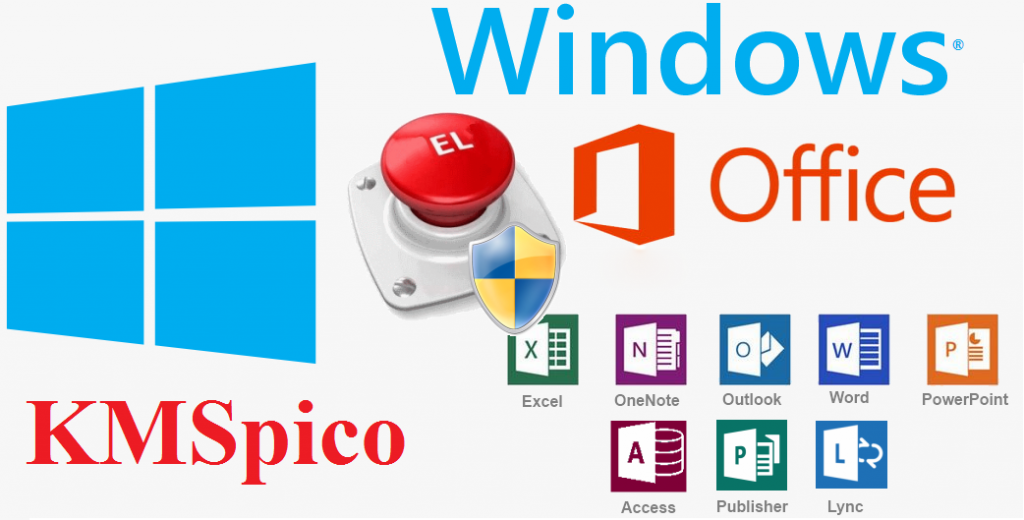 Windows®
EL
Office
X
N
O
W
P
Excel
OneNote
Outlook
Word
PowerPoint
KMSpico
A
P
L
Access
Publisher
Lync